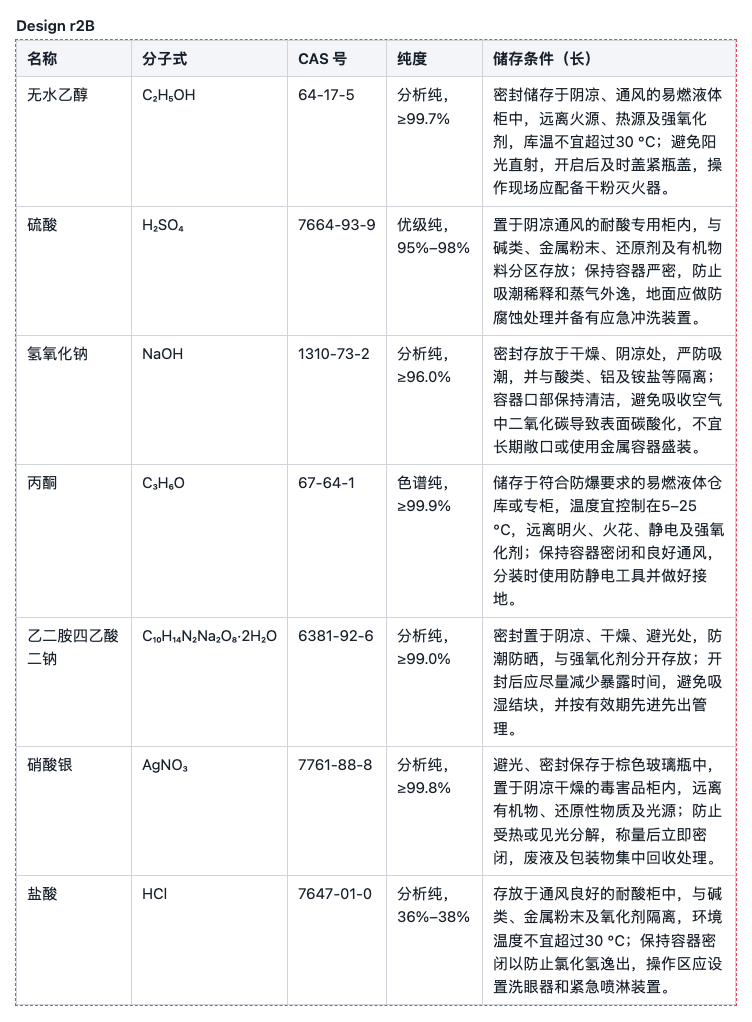 Design r2B
名称 分子式 CAS 号 纯度 储存条件（长）
无水乙醇 C₂H₅OH 64-17-5 分析纯，≥99.7% 密封储存于阴凉、通风的易燃液体
柜中，远离火源、热源及强氧化
剂，库温不宜超过30 °C；避免阳
光直射，开启后及时盖紧瓶盖，操
作现场应配备干粉灭火器。
硫酸 H₂SO₄ 7664-93-9 优级纯，95%–98% 置于阴凉通风的耐酸专用柜内，与
碱类、金属粉末、还原剂及有机物
料分区存放；保持容器严密，防止
吸潮稀释和蒸气外逸，地面应做防
腐蚀处理并备有应急冲洗装置。
氢氧化钠 NaOH 1310-73-2 分析纯，≥96.0% 密封存放于干燥、阴凉处，严防吸
潮，并与酸类、铝及铵盐等隔离；
容器口部保持清洁，避免吸收空气
中二氧化碳导致表面碳酸化，不宜
长期敞口或使用金属容器盛装。
丙酮 C₃H₆O 67-64-1 色谱纯，≥99.9% 储存于符合防爆要求的易燃液体仓
库或专柜，温度宜控制在5–25
°C，远离明火、火花、静电及强氧
化剂；保持容器密闭和良好通风，
分装时使用防静电工具并做好接
地。
乙二胺四乙酸二钠 C₁₀H₁₄N₂Na₂O₈·2H₂O 6381-92-6 分析纯，≥99.0% 密封置于阴凉、干燥、避光处，防
潮防晒，与强氧化剂分开存放；开
封后应尽量减少暴露时间，避免吸
湿结块，并按有效期先进先出管
理。
硝酸银 AgNO₃ 7761-88-8 分析纯，≥99.8% 避光、密封保存于棕色玻璃瓶中，
置于阴凉干燥的毒害品柜内，远离
有机物、还原性物质及光源；防止
受热或见光分解，称量后立即密
闭，废液及包装物集中回收处理。
盐酸 HCl 7647-01-0 分析纯，36%–38% 存放于通风良好的耐酸柜中，与碱
类、金属粉末及氧化剂隔离，环境
温度不宜超过30 °C；保持容器密
闭以防止氯化氢逸出，操作区应设
置洗眼器和紧急喷淋装置。